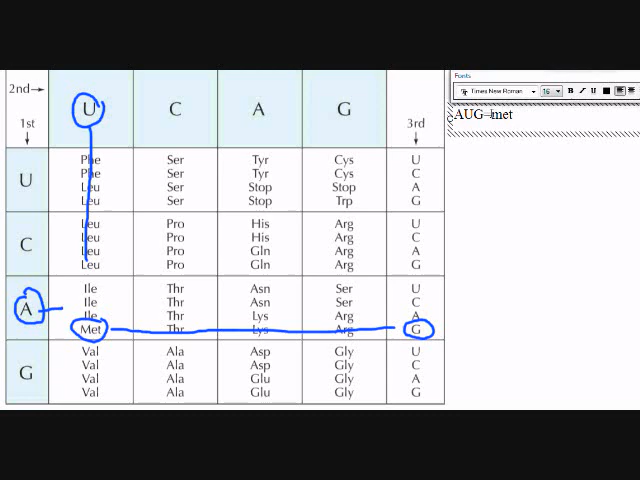 Fonts
Times New Roman 16 B I U
AUG=met
2nd→ U C A G
1st 3rd
U Phe Ser Tyr Cys U
Phe Ser Tyr Cys C
Leu Ser Stop Stop A
Leu Ser Stop Trp G
C Leu Pro His Arg U
Leu Pro His Arg C
Leu Pro Gln Arg A
Leu Pro Gln Arg G
A Ile Thr Asn Ser U
Ile Thr Asn Ser C
Ile Thr Lys Arg A
Met Thr Lys Arg G
G Val Ala Asp Gly U
Val Ala Asp Gly C
Val Ala Glu Gly A
Val Ala Glu Gly G